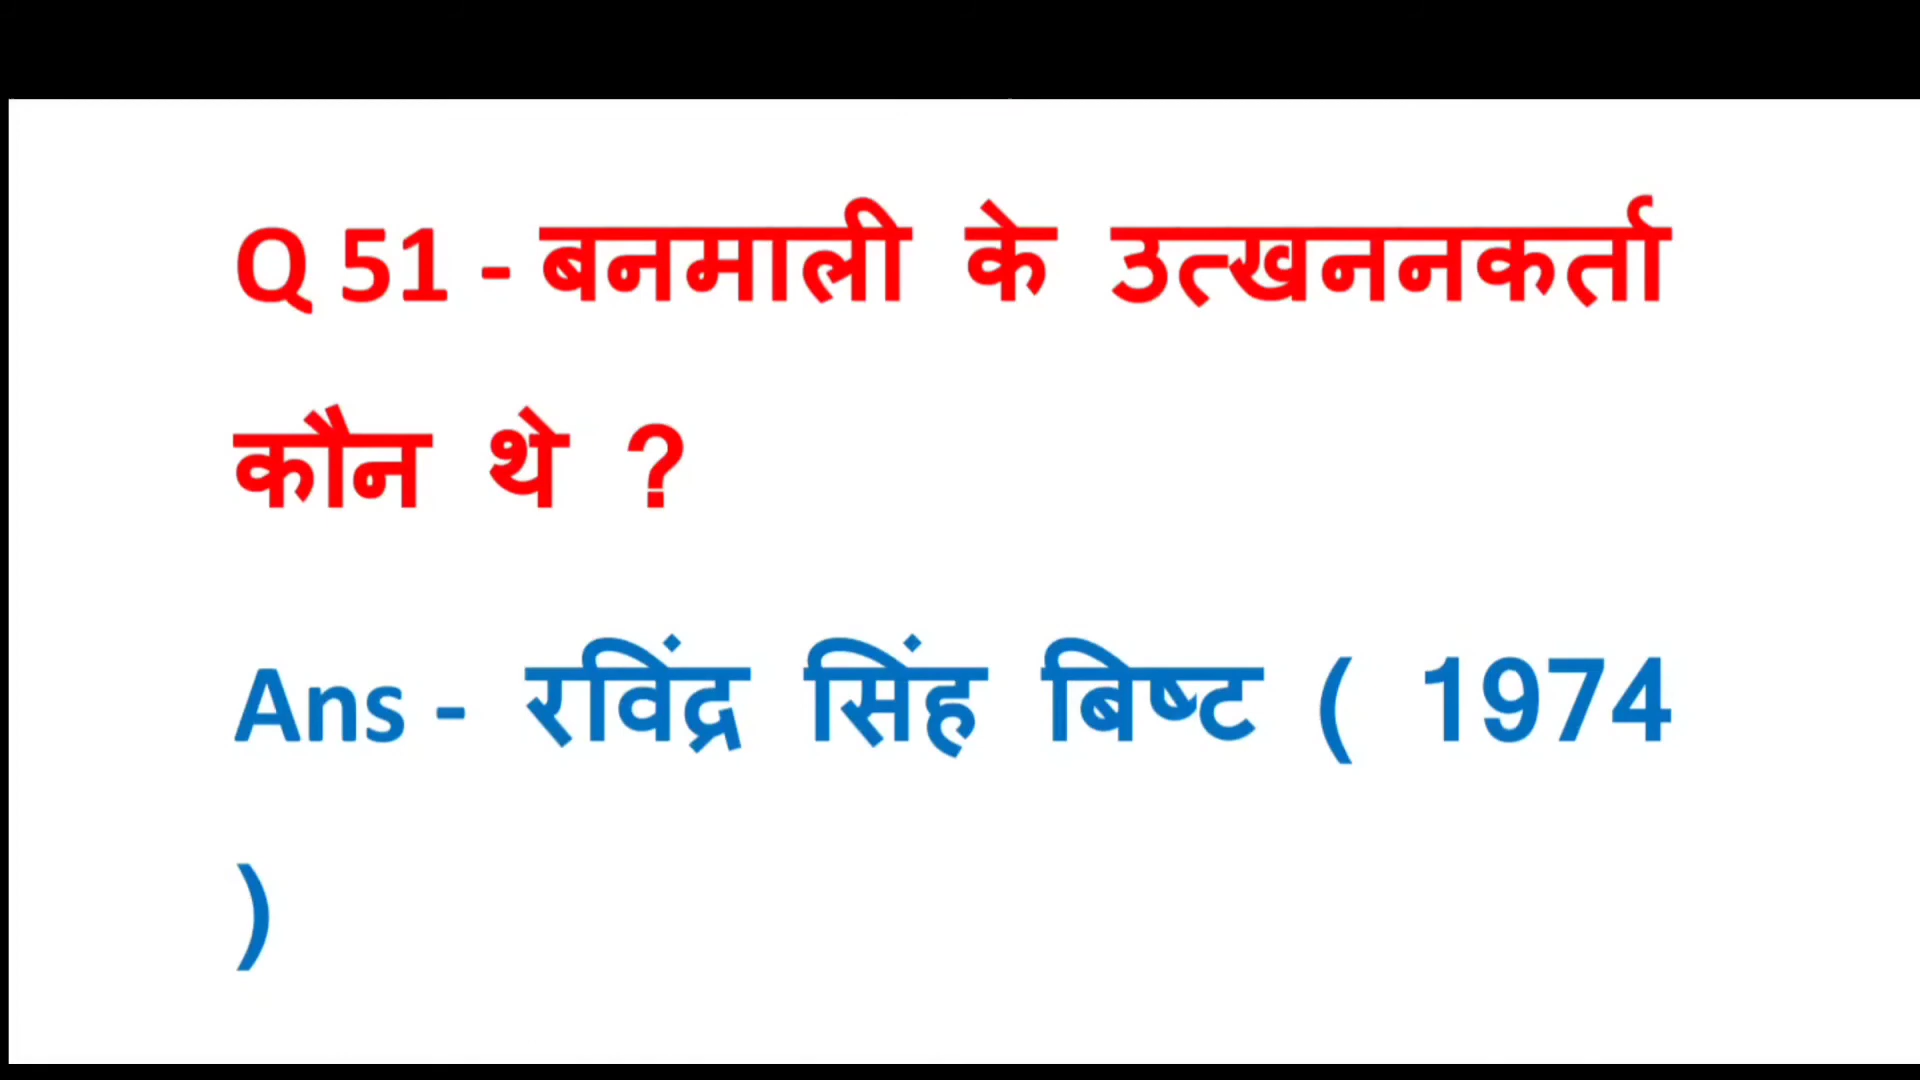 Q 51 - बनमाली के उत्खननकर्ता
कौन थे ?
Ans - रविंद्र सिंह बिष्ट ( 1974
)